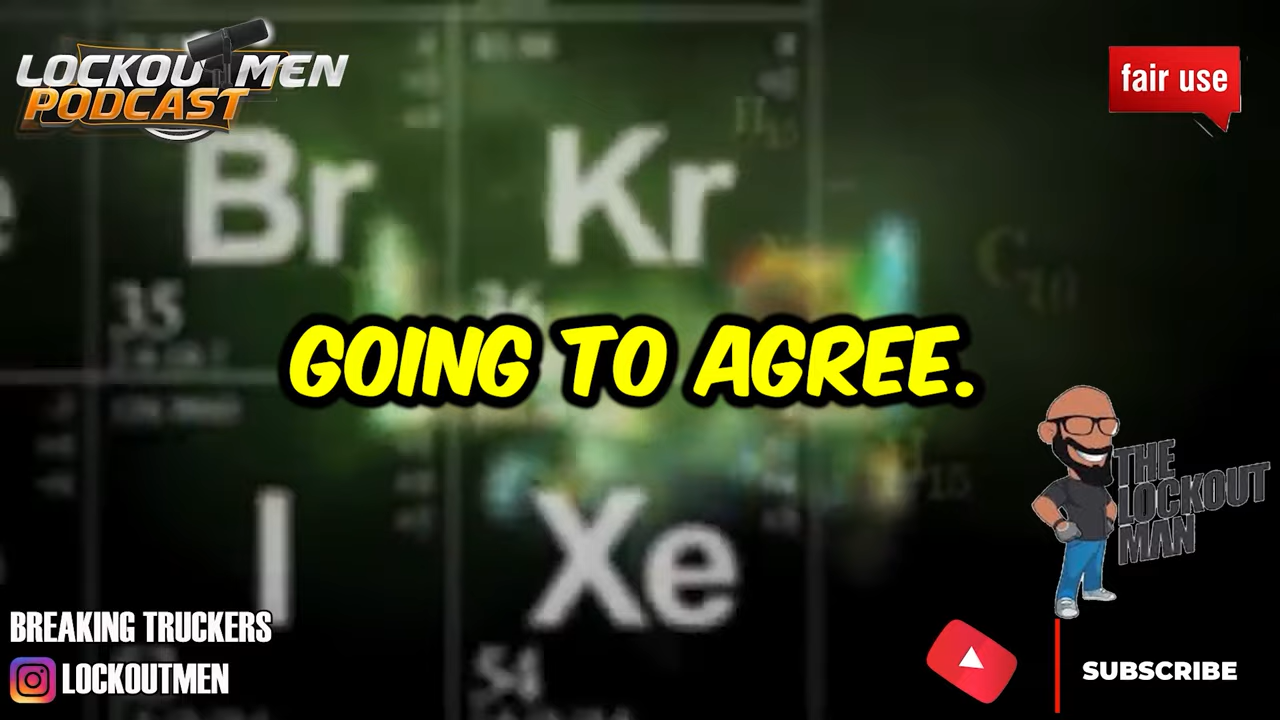 LOCKOUTMEN
PODCAST
fair use
Br
Kr
35
36
GOING TO AGREE.
I
Xe
54
THE
LOCKOUT
MAN
BREAKING TRUCKERS
LOCKOUTMEN
SUBSCRIBE